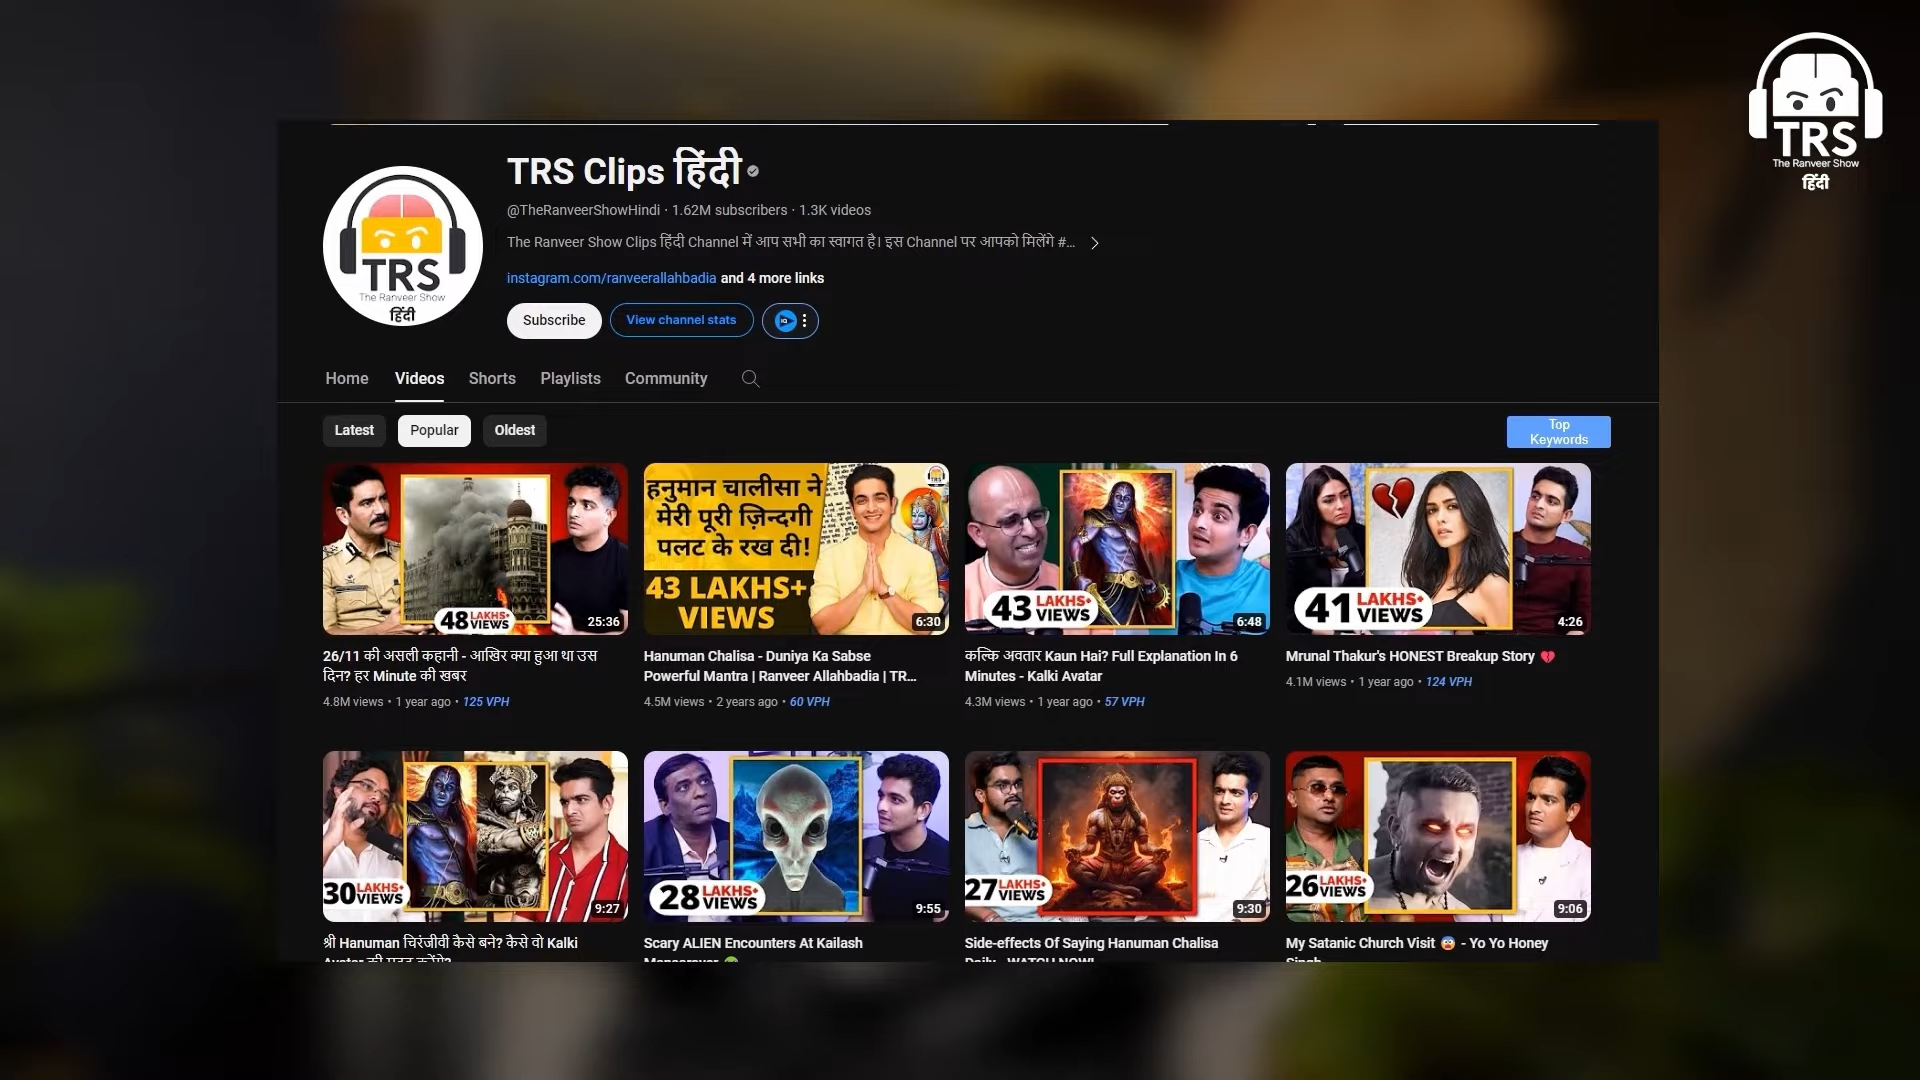 TRS
The Ranveer Show
हिंदी
TRS Clips हिंदी
@TheRanveerShowHindi · 1.62M subscribers · 1.3K videos
The Ranveer Show Clips हिंदी Channel में आप सभी का स्वागत है। इस Channel पर आपको मिलेंगे #...
instagram.com/ranveerallahbadia and 4 more links
Subscribe View channel stats
TRS
The Ranveer Show
हिंदी
Home Videos Shorts Playlists Community
Latest Popular Oldest
Top
Keywords
48 LAKHS+
VIEWS
25:36
हनुमान चालीसा ने
मेरी पूरी ज़िन्दगी
पलट के रख दी!
43 LAKHS+
VIEWS
6:30
43 LAKHS+
VIEWS
6:48
41 LAKHS+
VIEWS
4:26
26/11 की असली कहानी - आखिर क्या हुआ था उस
दिन? हर Minute की खबर
4.8M views • 1 year ago • 125 VPH
Hanuman Chalisa - Duniya Ka Sabse
Powerful Mantra | Ranveer Allahbadia | TR...
4.5M views • 2 years ago • 60 VPH
कल्कि अवतार Kaun Hai? Full Explanation In 6
Minutes - Kalki Avatar
4.3M views • 1 year ago • 57 VPH
Mrunal Thakur's HONEST Breakup Story 💔
4.1M views • 1 year ago • 124 VPH
30 LAKHS+
VIEWS
9:27
28 LAKHS+
VIEWS
9:55
27 LAKHS+
VIEWS
9:30
26 LAKHS+
VIEWS
9:06
श्री Hanuman चिरंजीवी कैसे बने? कैसे वो Kalki
Scary ALIEN Encounters At Kailash
Side-effects Of Saying Hanuman Chalisa
My Satanic Church Visit 😨 - Yo Yo Honey